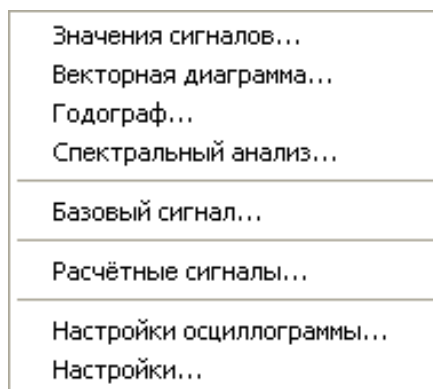 Значения сигналов...
Векторная диаграмма...
Годограф...
Спектральный анализ...
Базовый сигнал...
Расчётные сигналы...
Настройки осциллограммы...
Настройки...